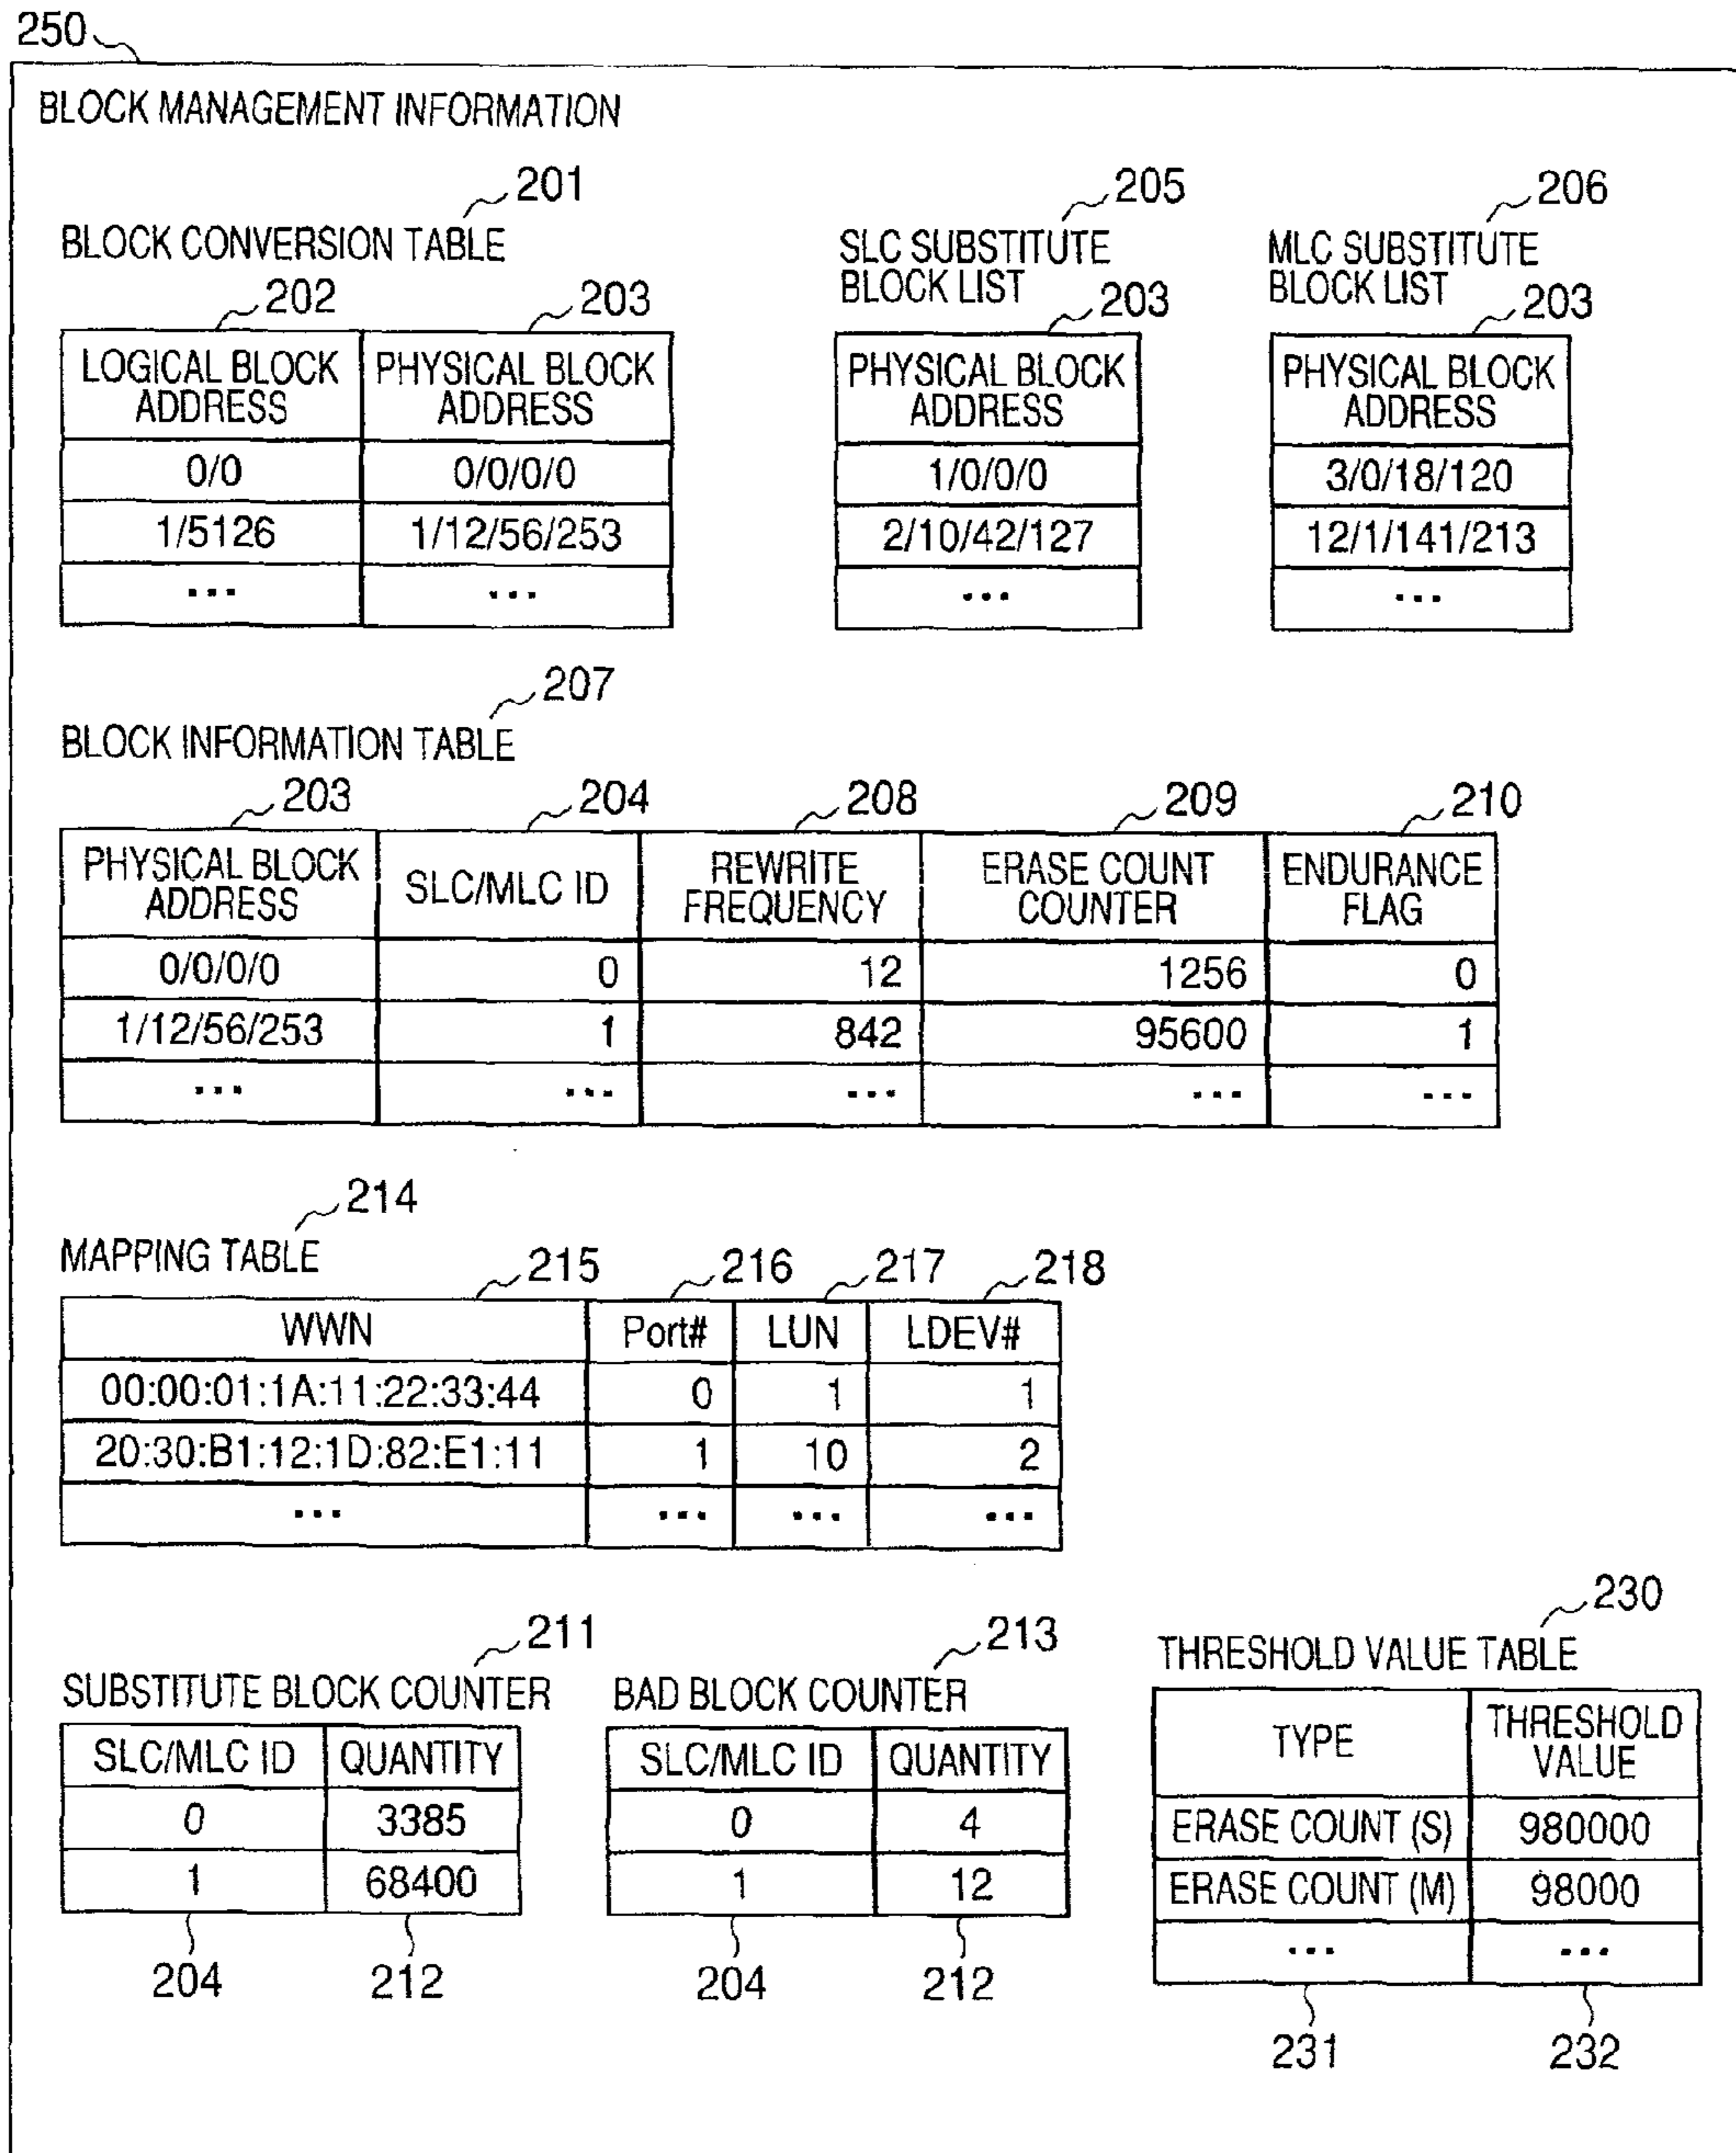 250
BLOCK MANAGEMENT INFORMATION
201
BLOCK CONVERSION TABLE
202 203
LOGICAL BLOCK ADDRESS PHYSICAL BLOCK ADDRESS
0/0 0/0/0/0
1/5126 1/12/56/253
... ...
205
SLC SUBSTITUTE
BLOCK LIST
203
PHYSICAL BLOCK
ADDRESS
1/0/0/0
2/10/42/127
...
206
MLC SUBSTITUTE
BLOCK LIST
203
PHYSICAL BLOCK
ADDRESS
3/0/18/120
12/1/141/213
...
207
BLOCK INFORMATION TABLE
203 204 208 209 210
PHYSICAL BLOCK ADDRESS SLC/MLC ID REWRITE FREQUENCY ERASE COUNT COUNTER ENDURANCE FLAG
0/0/0/0 0 12 1256 0
1/12/56/253 1 842 95600 1
... ... ... ... ...
214
MAPPING TABLE
215 216 217 218
WWN Port# LUN LDEV#
00:00:01:1A:11:22:33:44 0 1 1
20:30:B1:12:1D:82:E1:11 1 10 2
... ... ... ...
211
SUBSTITUTE BLOCK COUNTER
SLC/MLC ID QUANTITY
0 3385
1 68400
204 212
213
BAD BLOCK COUNTER
SLC/MLC ID QUANTITY
0 4
1 12
204 212
230
THRESHOLD VALUE TABLE
TYPE THRESHOLD VALUE
ERASE COUNT (S) 980000
ERASE COUNT (M) 98000
... ...
231 232